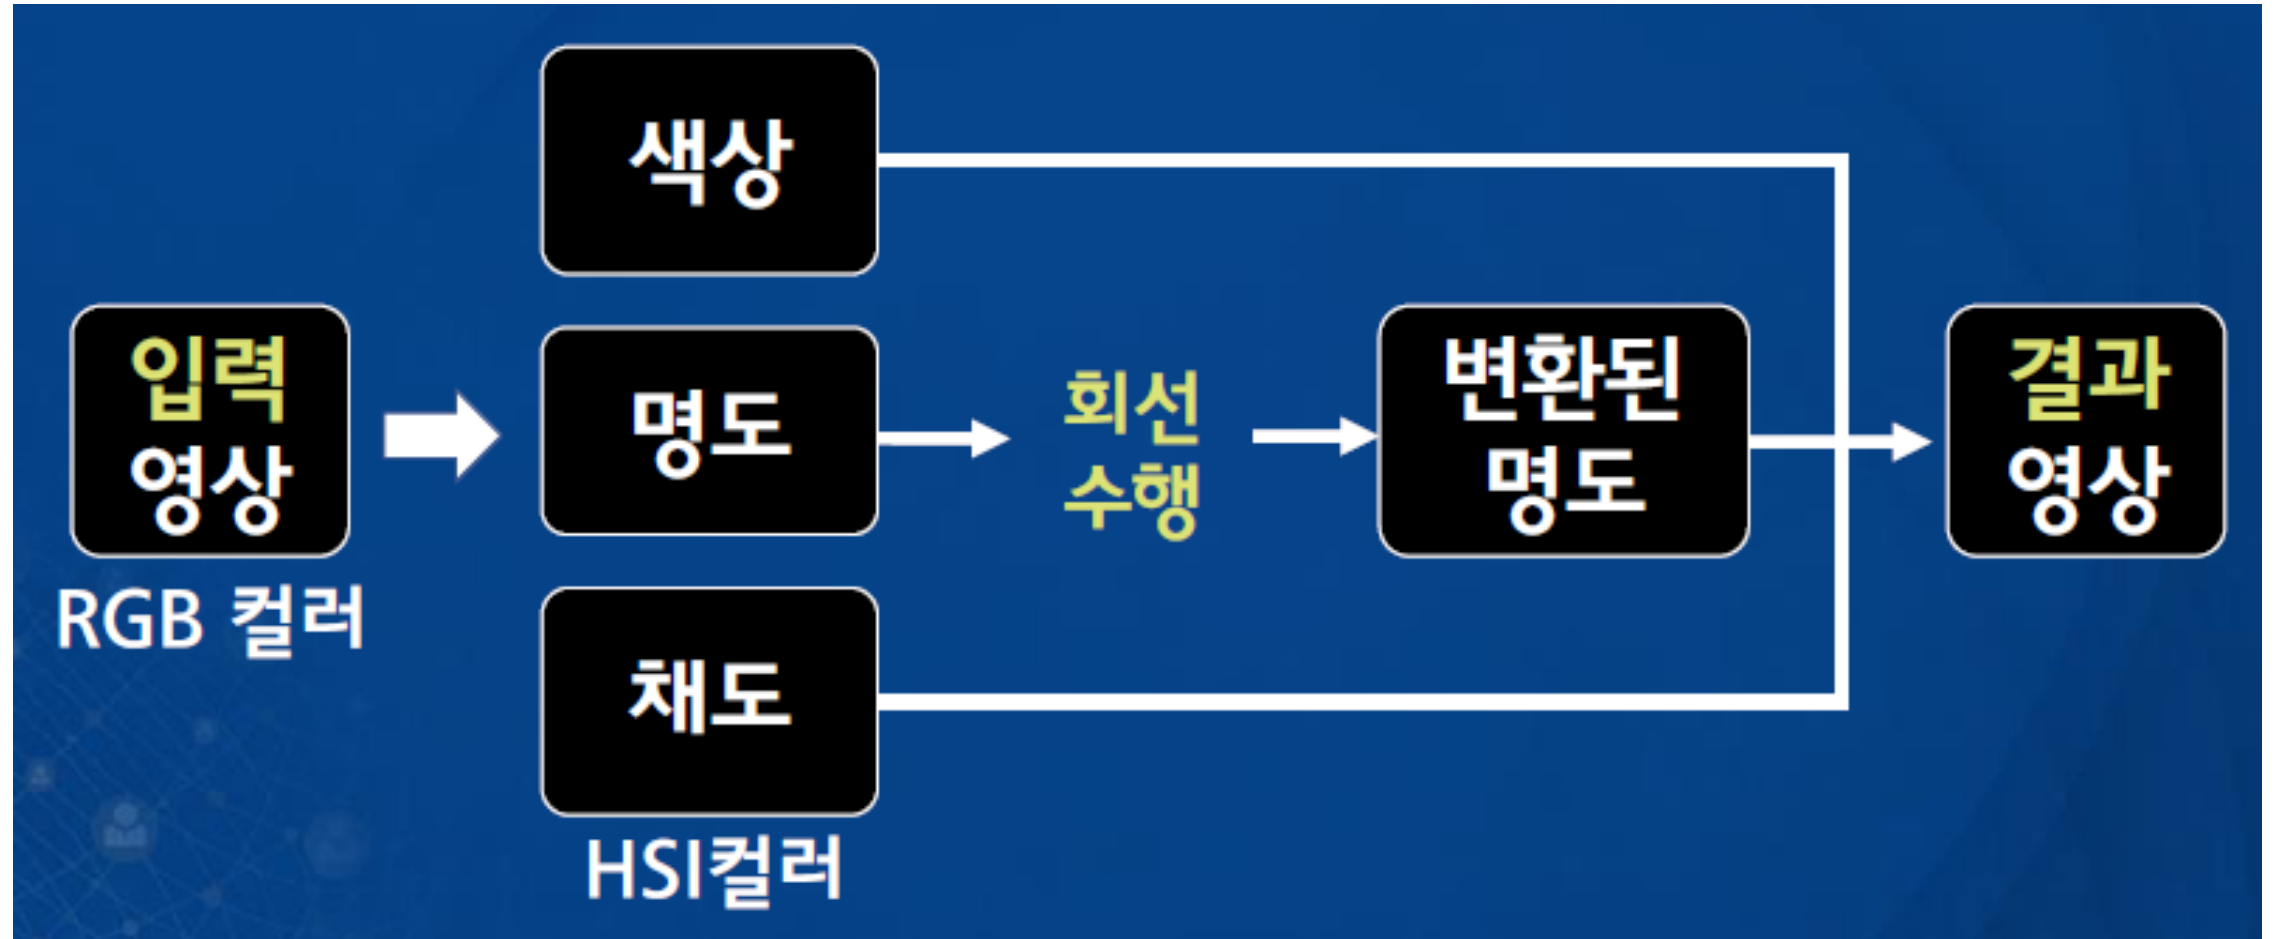 입력
영상
RGB 컬러
색상
명도
채도
HSI컬러
회선
수행
변환된
명도
결과
영상